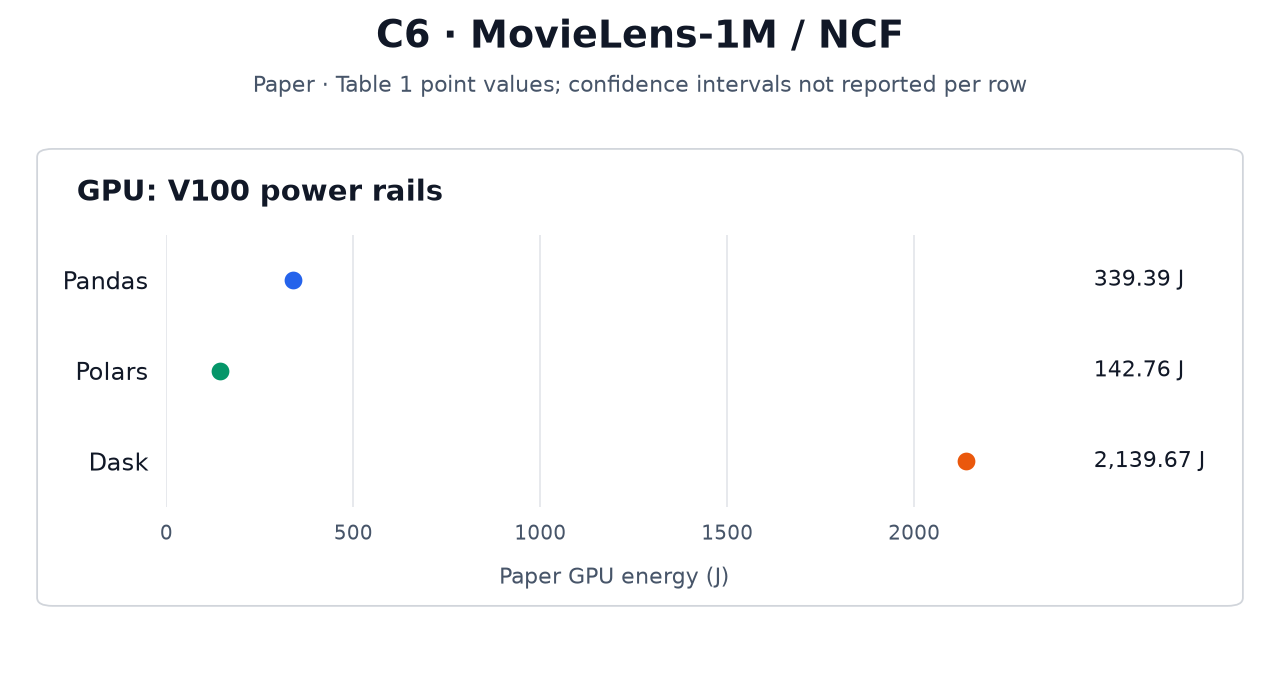 C6 · MovieLens-1M / NCF
Paper · Table 1 point values; confidence intervals not reported per row
GPU: V100 power rails
Pandas 339.39 J
Polars 142.76 J
Dask 2,139.67 J
0 500 1000 1500 2000
Paper GPU energy (J)